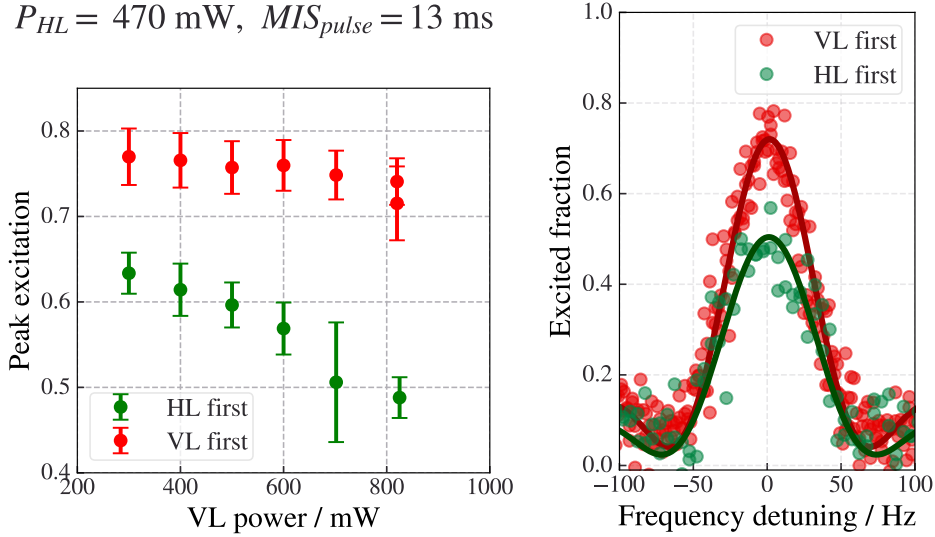 P_HL = 470 mW, MIS_pulse = 13 ms
Peak excitation
0.8
0.7
0.6
0.5
0.4
HL first
VL first
200 400 600 800 1000
VL power / mW
Excited fraction
1.0
0.8
0.6
0.4
0.2
0.0
VL first
HL first
−100 −50 0 50 100
Frequency detuning / Hz